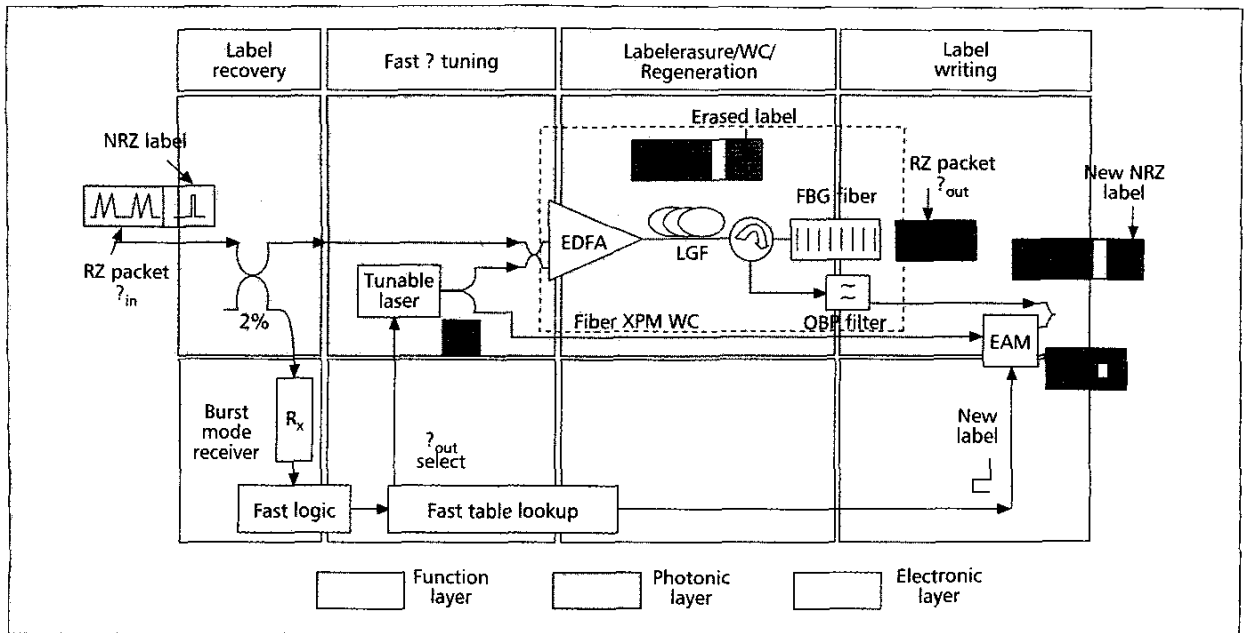 Label
recovery
Fast ? tuning
Labelerasure/WC/
Regeneration
Label
writing
NRZ label
Erased label
RZ packet
?out
New NRZ
label
FBG fiber
EDFA
LGF
RZ packet
?in
Tunable
laser
2%
Fiber XPM WC
OBP filter
EAM
Burst
mode
receiver
Rx
?out
select
New
label
Fast logic
Fast table lookup
Function
layer
Photonic
layer
Electronic
layer